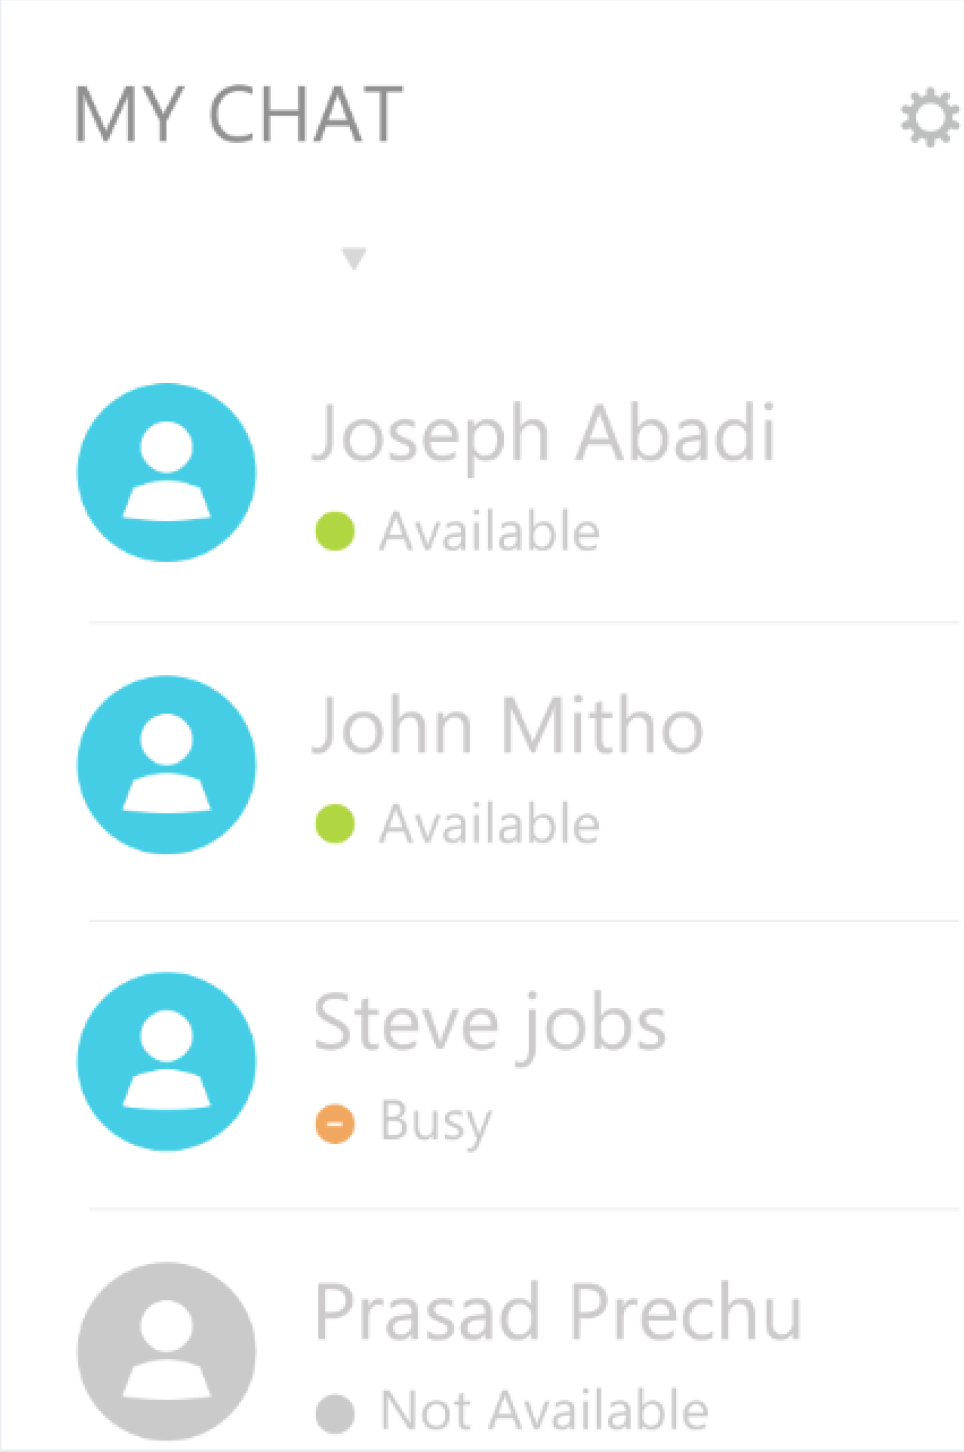 MY CHAT
Joseph Abadi
Available
John Mitho
Available
Steve jobs
Busy
Prasad Prechu
Not Available